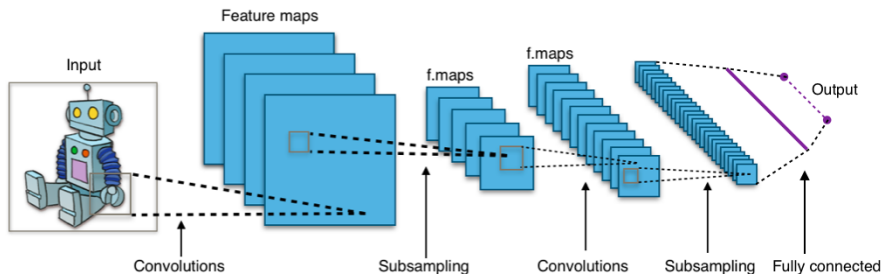 Feature maps
Input
f.maps
f.maps
Output
Convolutions
Subsampling
Convolutions
Subsampling
Fully connected